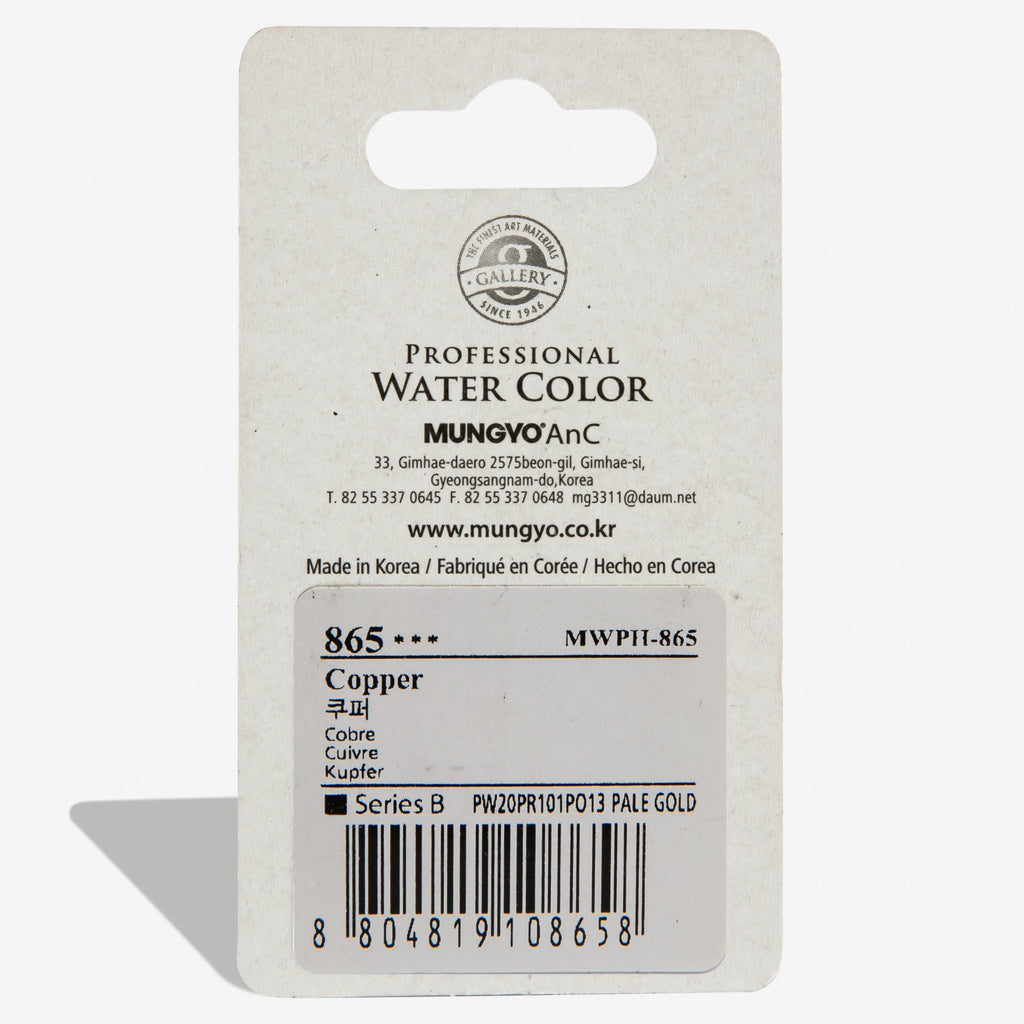 THE FINEST ART MATERIALS
g
· GALLERY ·
SINCE 1946
PROFESSIONAL
WATER COLOR
MUNGYO® AnC
33, Gimhae-daero 2575beon-gil, Gimhae-si,
Gyeongsangnam-do,Korea
T. 82 55 337 0645  F. 82 55 337 0648  mg3311@daum.net
www.mungyo.co.kr
Made in Korea / Fabriqué en Corée / Hecho en Corea
865 *** MWPH-865
Copper
쿠퍼
Cobre
Cuivre
Kupfer
■ Series B PW20PR101PO13 PALE GOLD
8 804819 108658